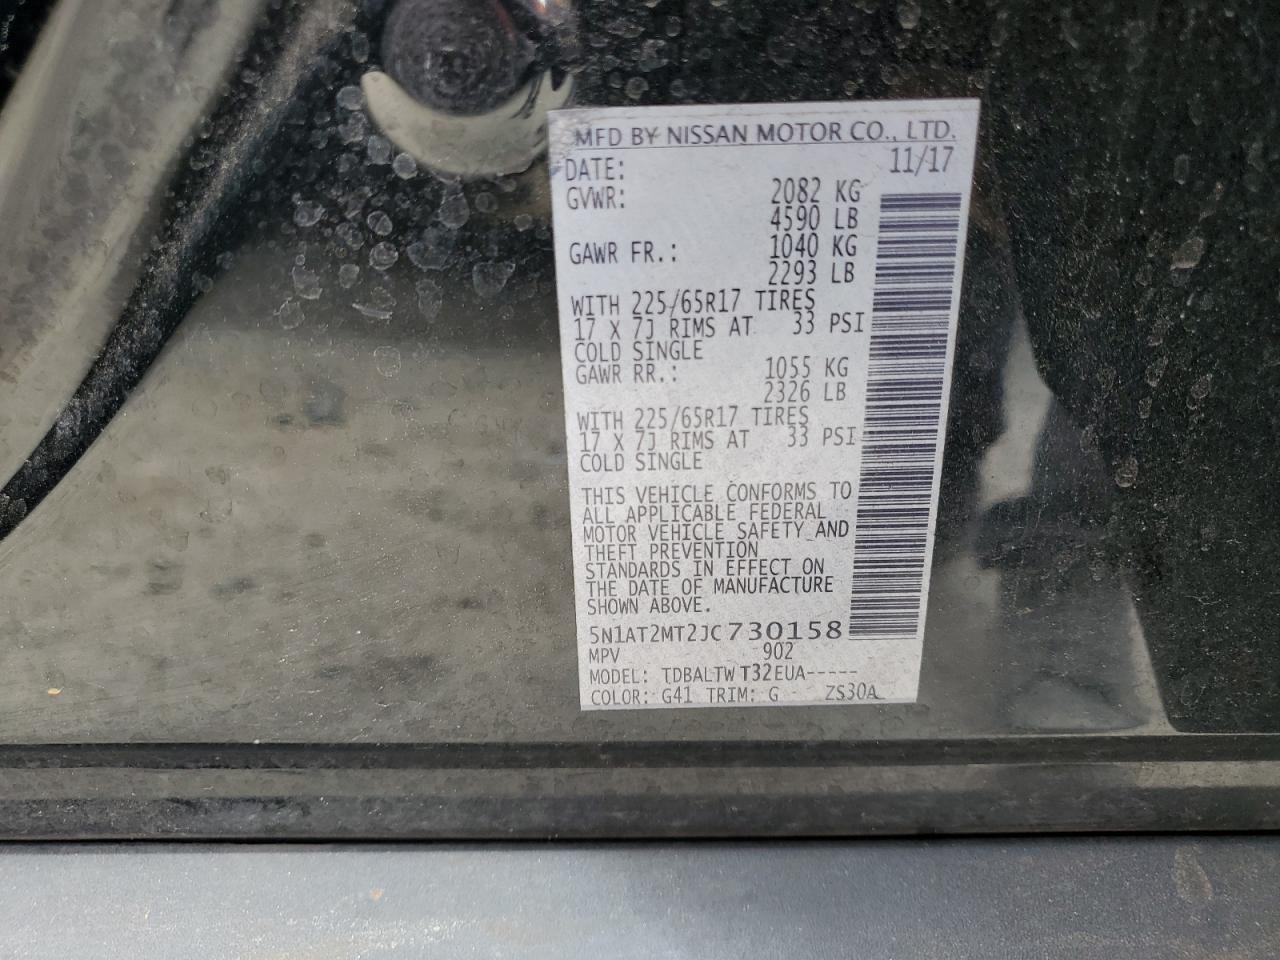 MFD BY NISSAN MOTOR CO., LTD.
DATE: 11/17
GVWR: 2082 KG
4590 LB
GAWR FR.: 1040 KG
2293 LB
WITH 225/65R17 TIRES
17 X 7J RIMS AT 33 PSI
COLD SINGLE
GAWR RR.: 1055 KG
2326 LB
WITH 225/65R17 TIRES
17 X 7J RIMS AT 33 PSI
COLD SINGLE
THIS VEHICLE CONFORMS TO
ALL APPLICABLE FEDERAL
MOTOR VEHICLE SAFETY AND
THEFT PREVENTION
STANDARDS IN EFFECT ON
THE DATE OF MANUFACTURE
SHOWN ABOVE.
5N1AT2MT2JC730158
MPV 902
MODEL: TDBALTWT32EUA-----
COLOR: G41 TRIM: G - ZS30A